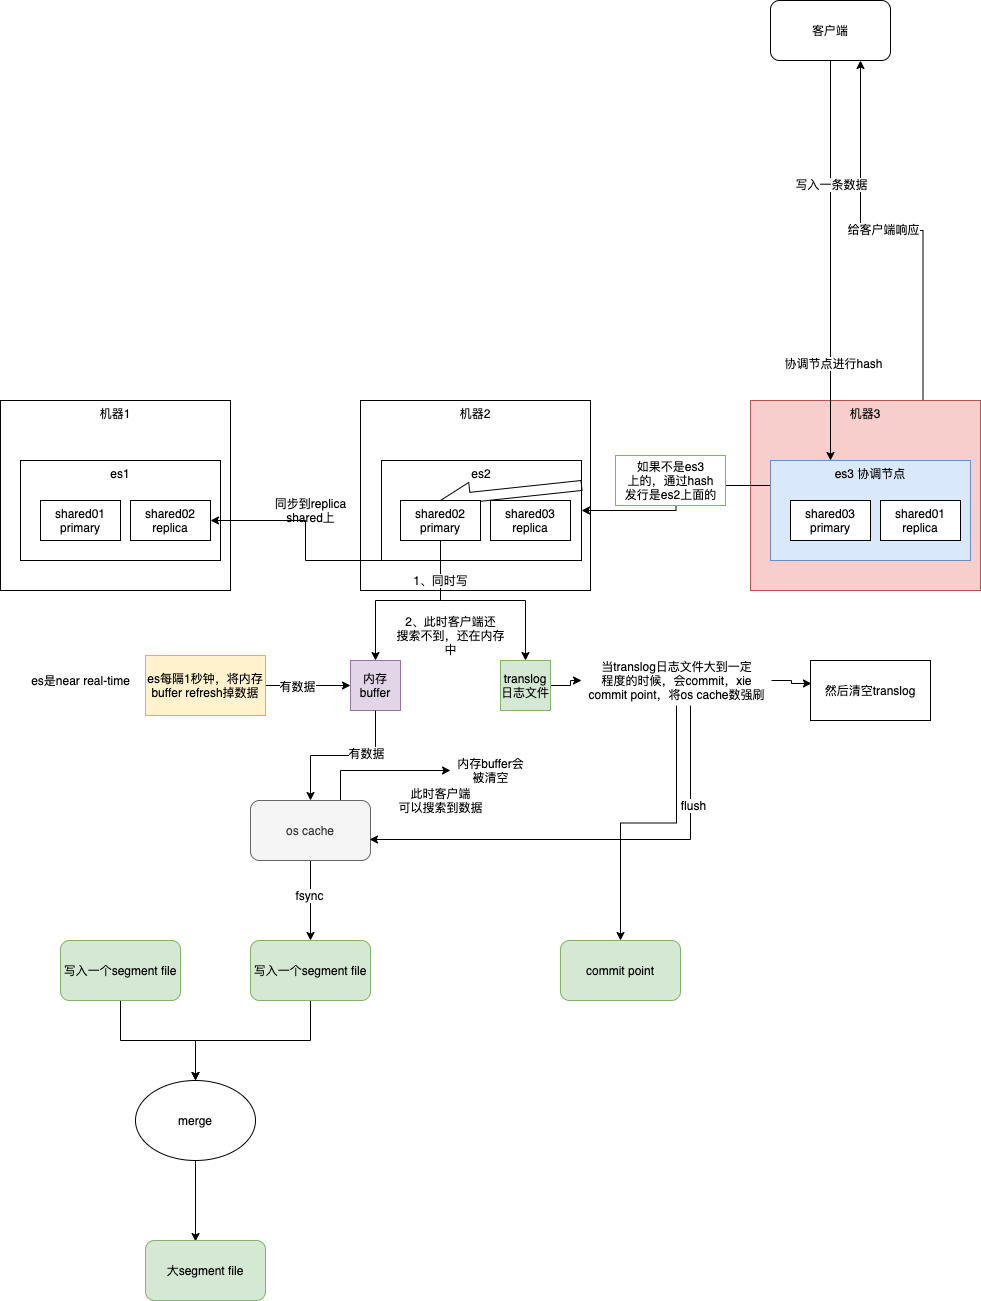 客户端
写入一条数据
给客户端响应
协调节点进行hash
机器1
机器2
机器3
es1
es2
es3 协调节点
如果不是es3
上的，通过hash
发行是es2上面的
shared01
primary
shared02
replica
同步到replica
shared上
shared02
primary
shared03
replica
shared03
primary
shared01
replica
1、同时写
2、此时客户端还
搜索不到，还在内存
中
es是near real-time
es每隔1秒钟，将内存
buffer refresh掉数据
有数据
内存
buffer
translog
日志文件
当translog日志文件大到一定
程度的时候，会commit，xie
commit point，将os cache数强刷
然后清空translog
有数据
内存buffer会
被清空
此时客户端
可以搜索到数据
flush
os cache
fsync
写入一个segment file
写入一个segment file
commit point
merge
大segment file